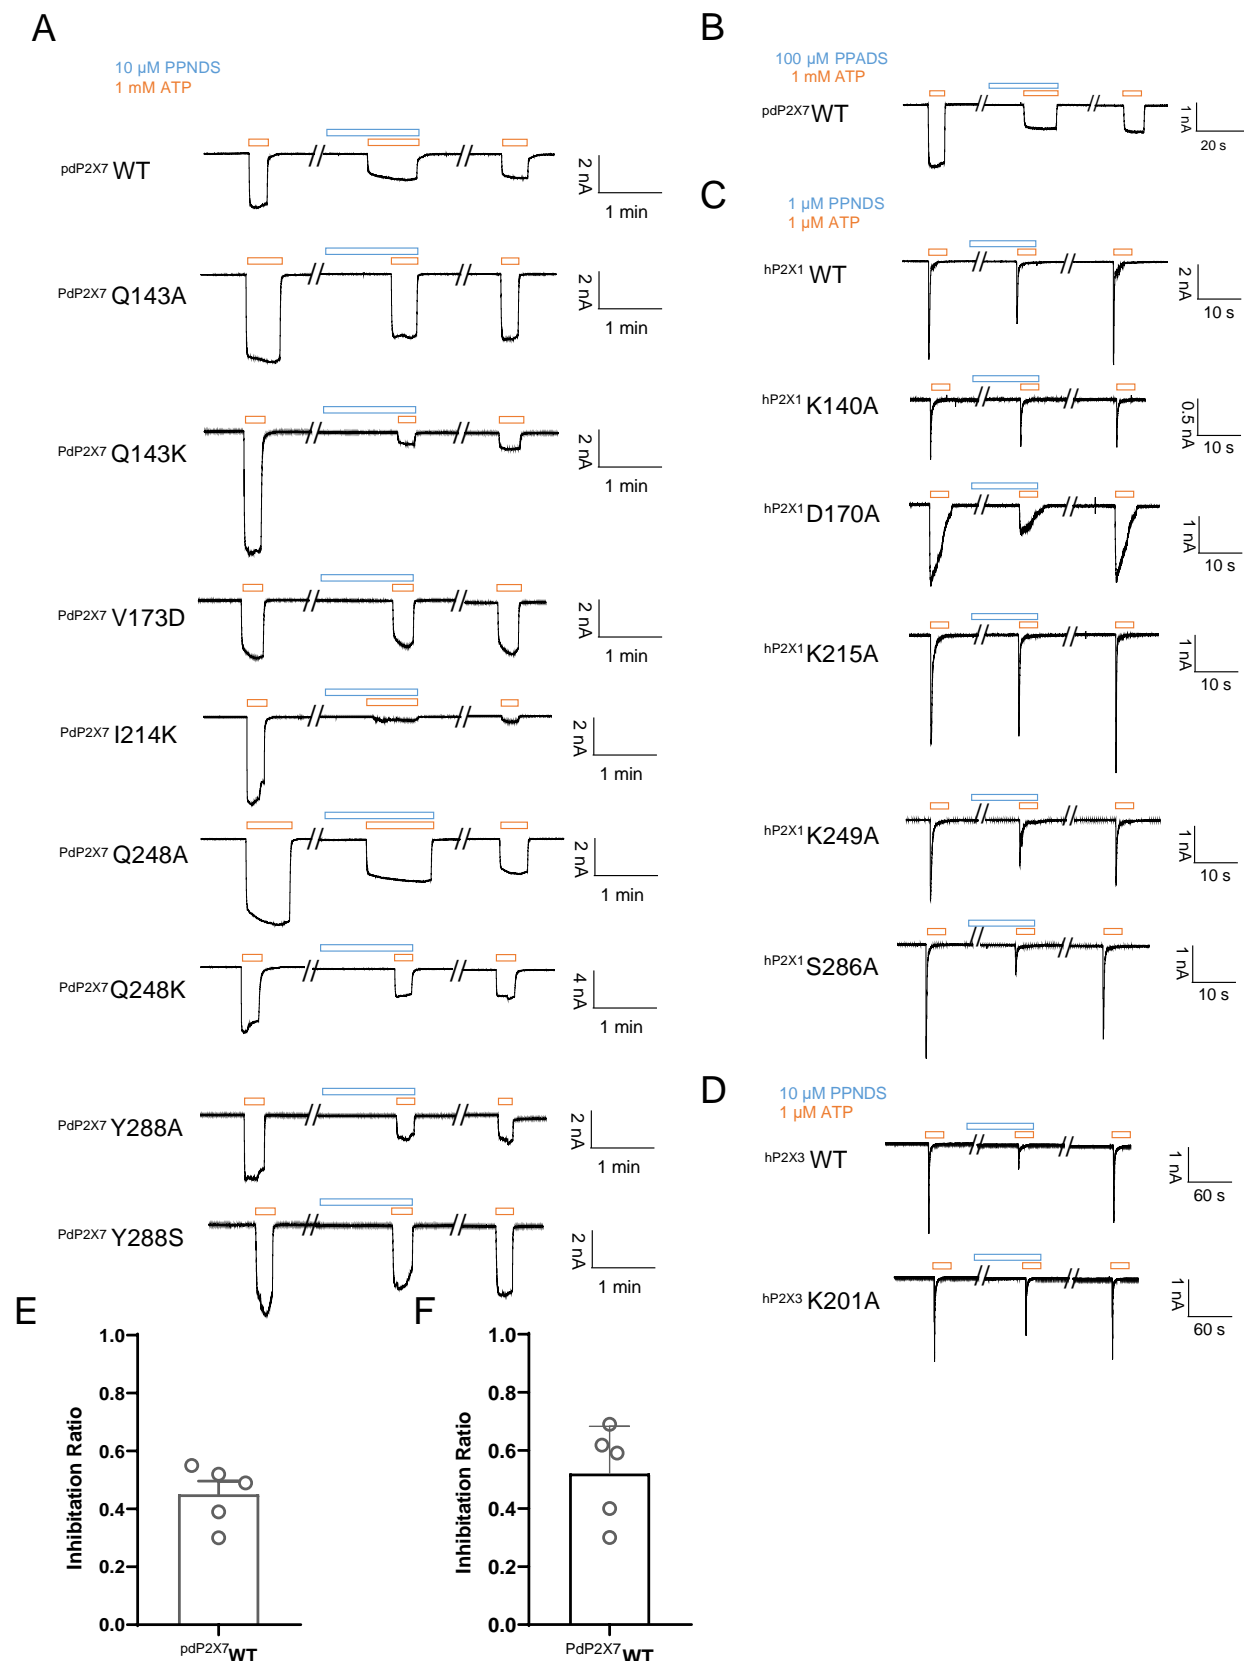 A
10 µM PPNDS
1 mM ATP
pdP2X7 WT
2 nA
1 min
PdP2X7 Q143A
2 nA
1 min
PdP2X7 Q143K
2 nA
1 min
PdP2X7 V173D
2 nA
1 min
PdP2X7 I214K
2 nA
1 min
PdP2X7 Q248A
2 nA
1 min
PdP2X7 Q248K
4 nA
1 min
PdP2X7 Y288A
2 nA
1 min
PdP2X7 Y288S
2 nA
1 min
B
100 µM PPADS
1 mM ATP
pdP2X7 WT
1 nA
20 s
C
1 µM PPNDS
1 µM ATP
hP2X1 WT
2 nA
10 s
hP2X1 K140A
0.5 nA
10 s
hP2X1 D170A
1 nA
10 s
hP2X1 K215A
1 nA
10 s
hP2X1 K249A
1 nA
10 s
hP2X1 S286A
1 nA
10 s
D
10 µM PPNDS
1 µM ATP
hP2X3 WT
1 nA
60 s
hP2X3 K201A
1 nA
60 s
E
Inhibitation Ratio
1.0
0.8
0.6
0.4
0.2
0.0
pdP2X7 WT
F
Inhibitation Ratio
1.0
0.8
0.6
0.4
0.2
0.0
PdP2X7 WT